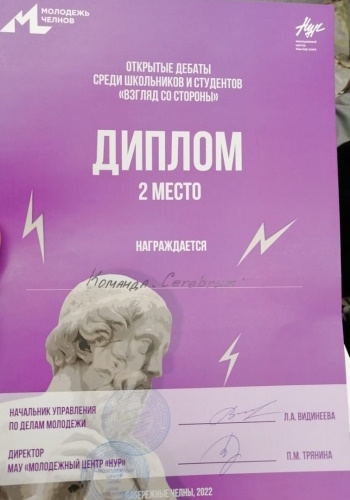 МОЛОДЕЖЬ
ЧЕЛНОВ
Нур
ОТКРЫТЫЕ ДЕБАТЫ
СРЕДИ ШКОЛЬНИКОВ И СТУДЕНТОВ
«ВЗГЛЯД СО СТОРОНЫ»
ДИПЛОМ
2 МЕСТО
НАГРАЖДАЕТСЯ
Команда
НАЧАЛЬНИК УПРАВЛЕНИЯ
ПО ДЕЛАМ МОЛОДЕЖИ
Л.А. ВИДИНЕЕВА
ДИРЕКТОР
МАУ «МОЛОДЕЖНЫЙ ЦЕНТР «НУР»
П.М. ТРЯНИНА
ЧЕЛНЫ, 2022